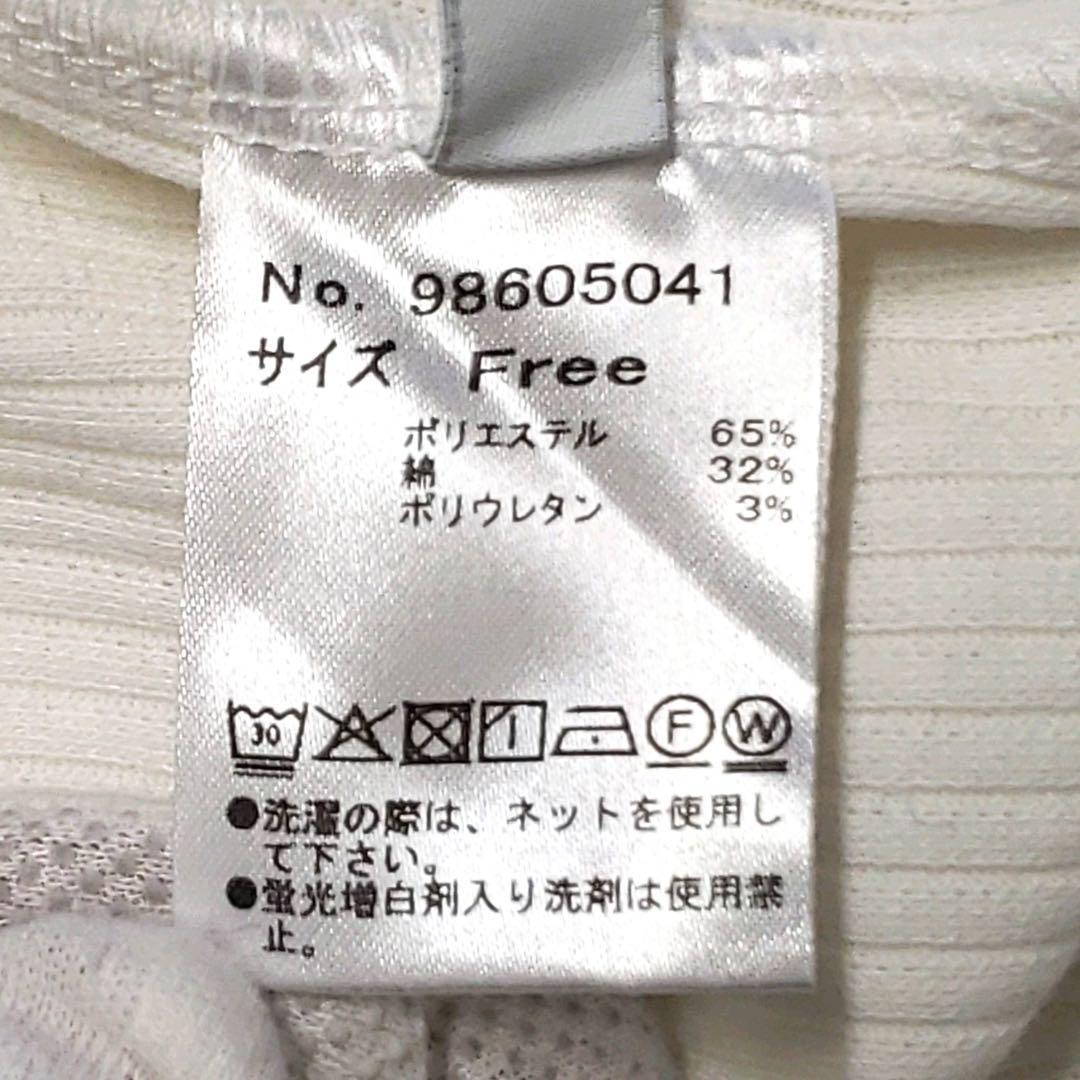 No. 98605041
サイズ Free
ポリエステル 65%
綿 32%
ポリウレタン 3%
30 F W
●洗濯の際は、ネットを使用し
て下さい。
●蛍光増白剤入り洗剤は使用禁
止。